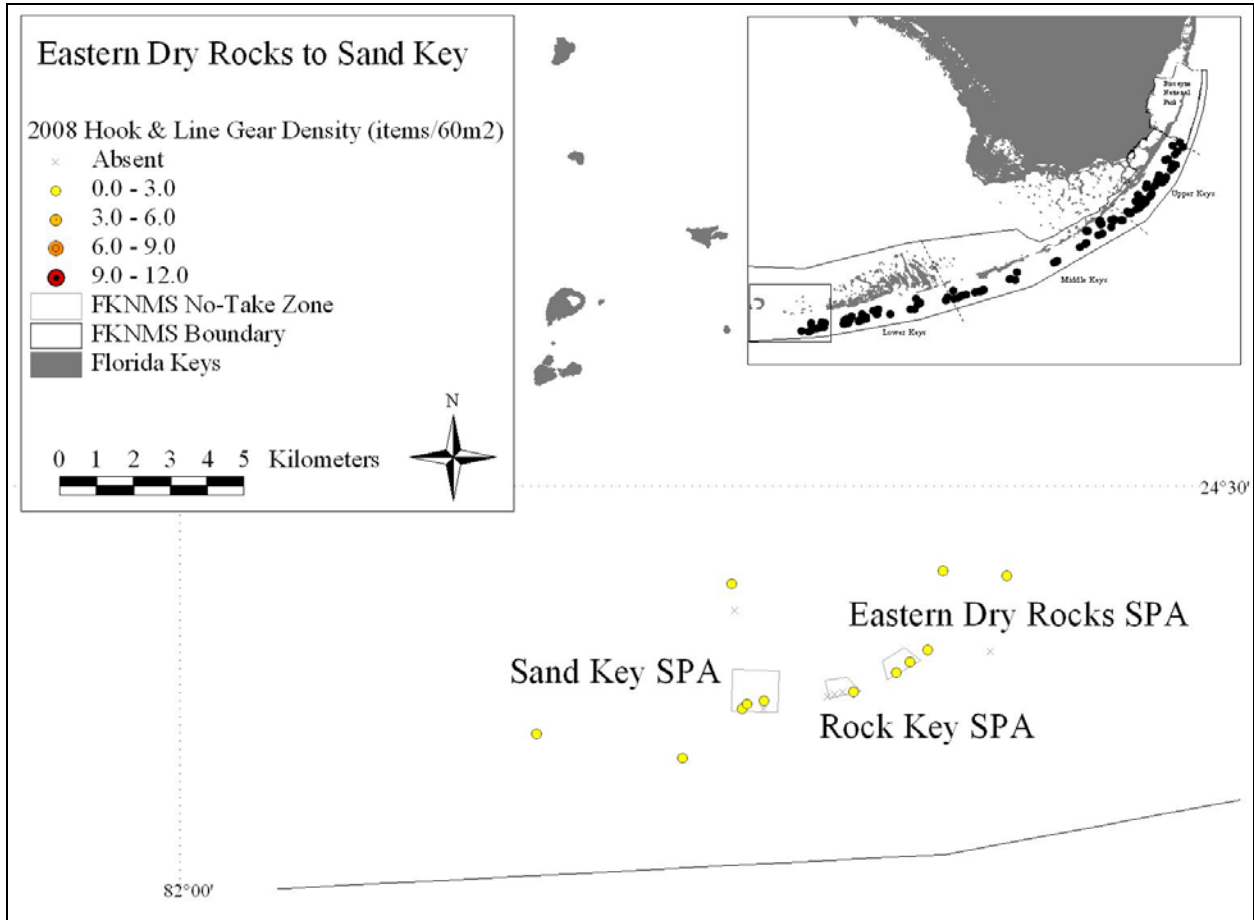 Eastern Dry Rocks to Sand Key
2008 Hook & Line Gear Density (items/60m2)
Absent
0.0 - 3.0
3.0 - 6.0
6.0 - 9.0
9.0 - 12.0
FKNMS No-Take Zone
FKNMS Boundary
Florida Keys
N
0 1 2 3 4 5 Kilometers
Biscayne
National
Park
Upper Keys
Middle Keys
Lower Keys
24°30'
Eastern Dry Rocks SPA
Sand Key SPA
Rock Key SPA
82°00'